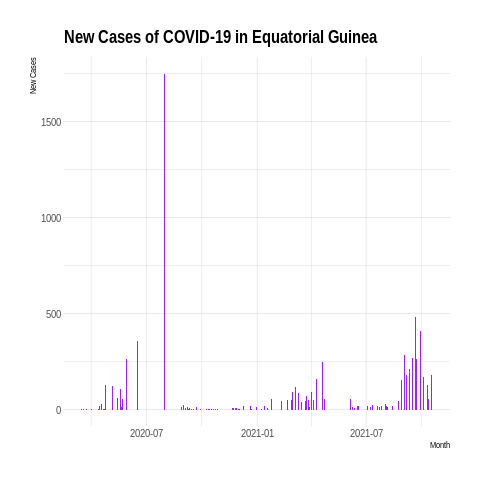 New Cases of COVID-19 in Equatorial Guinea
New Cases
1500
1000
500
0
2020-07 2021-01 2021-07
Month